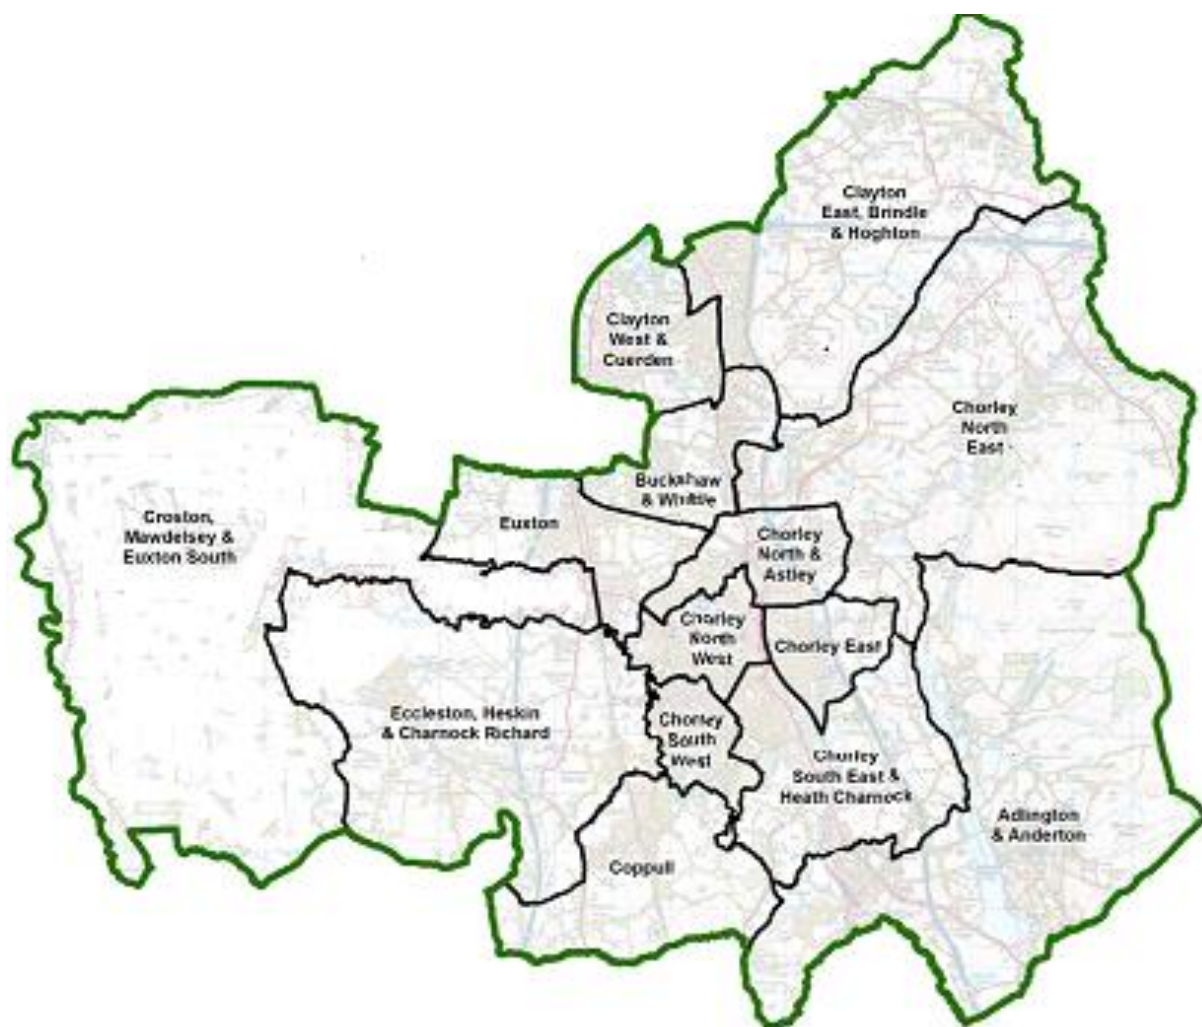 Clayton
East, Brindle
& Hoghton
Clayton
West &
Cuerden
Chorley
North
East
Buckshaw
& Whittle
Euxton
Croston,
Mawdelsey &
Euxton South
Chorley
North &
Astley
Chorley
North
West
Chorley East
Eccleston, Heskin
& Charnock Richard
Chorley
South
West
Chorley
South East &
Heath Charnock
Adlington
& Anderton
Coppull